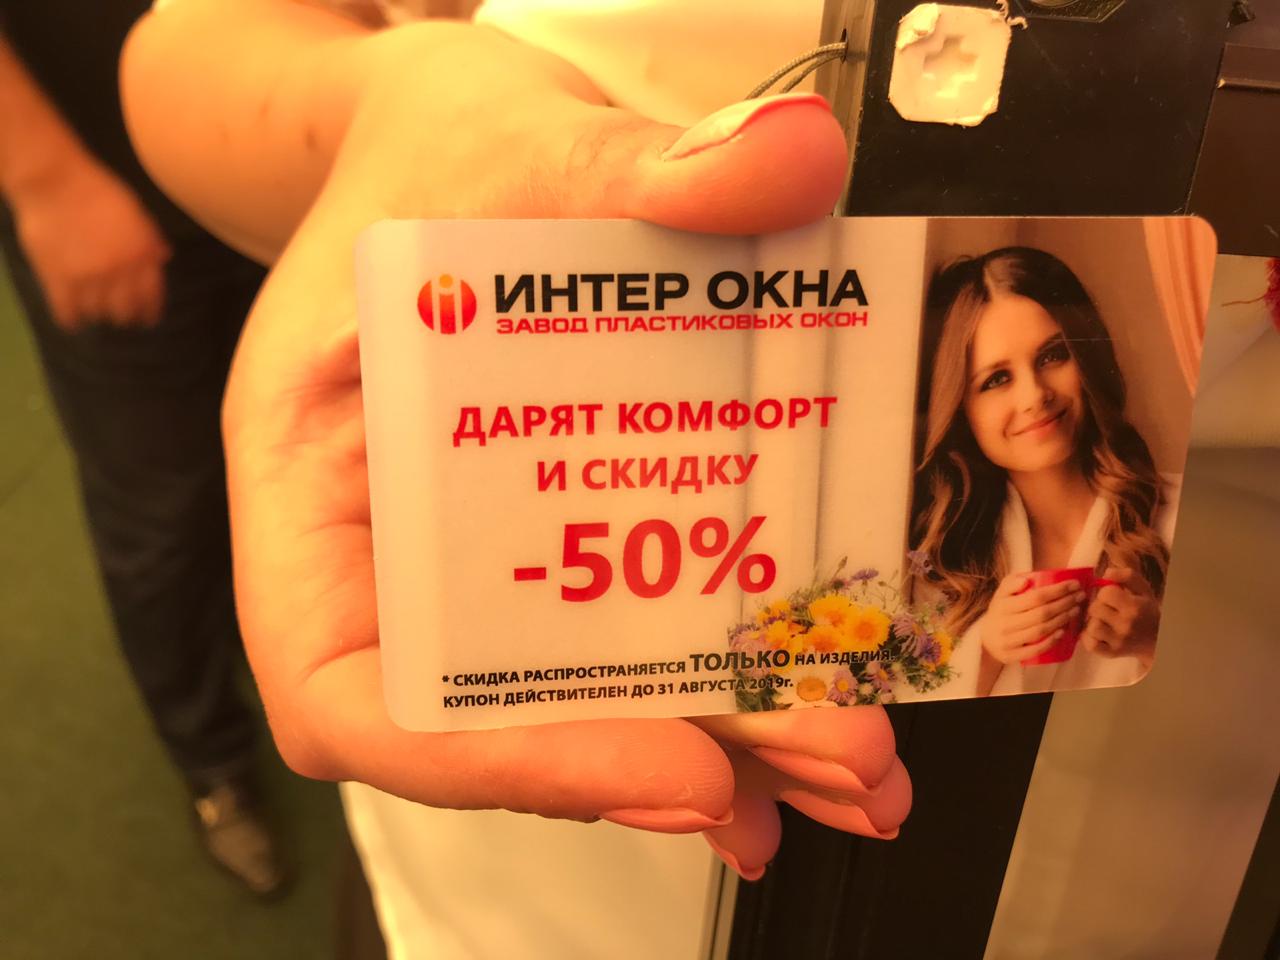 ИНТЕР ОКНА
ЗАВОД ПЛАСТИКОВЫХ ОКОН
ДАРЯТ КОМФОРТ
И СКИДКУ
-50%
* СКИДКА РАСПРОСТРАНЯЕТСЯ ТОЛЬКО НА ИЗДЕЛИЯ.
КУПОН ДЕЙСТВИТЕЛЕН ДО 31 АВГУСТА 2019г.